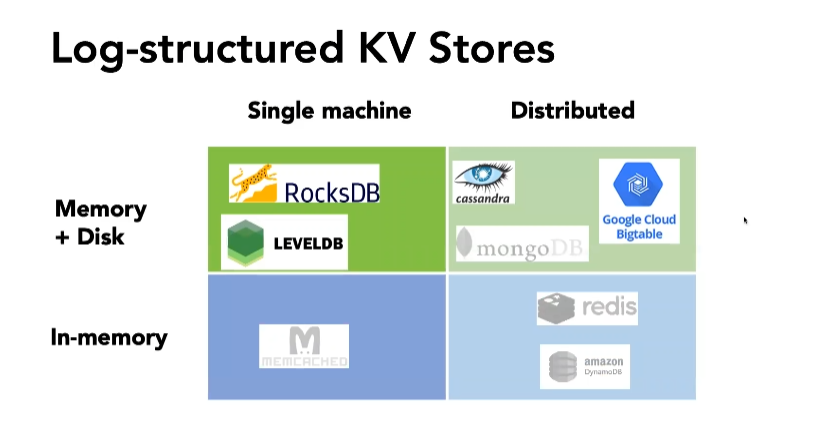 Log-structured KV Stores
Single machine
Distributed
Memory
+ Disk
RocksDB
LEVELDB
cassandra
mongoDB
Google Cloud
Bigtable
In-memory
MEMCACHED
redis
amazon
DynamoDB